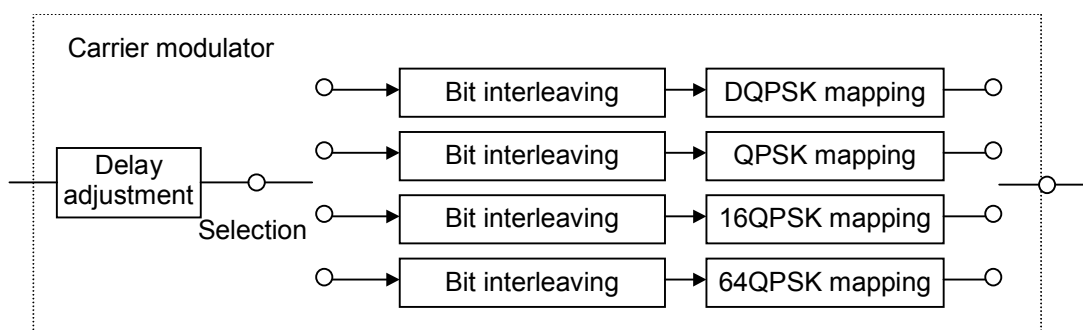 Carrier modulator
Delay
adjustment
Selection
Bit interleaving
DQPSK mapping
Bit interleaving
QPSK mapping
Bit interleaving
16QPSK mapping
Bit interleaving
64QPSK mapping